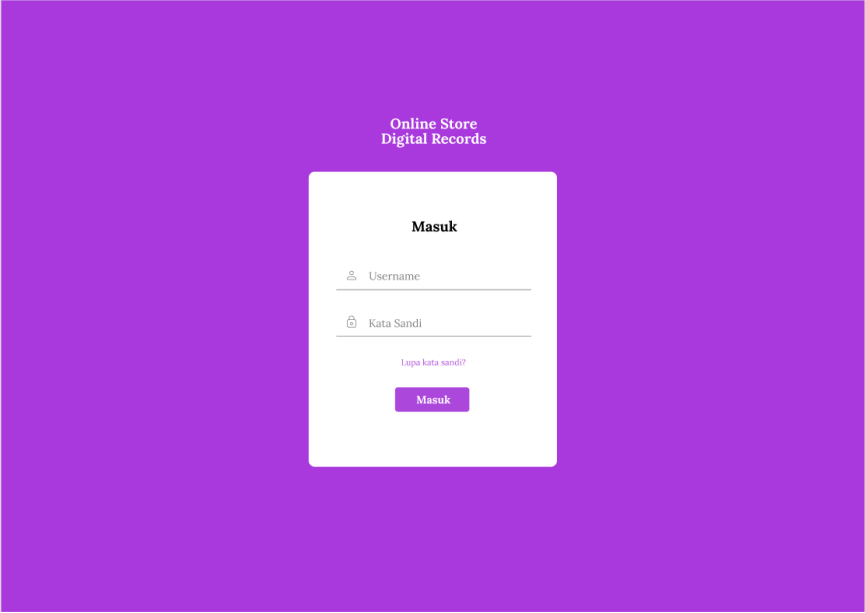 Online Store
Digital Records
Masuk
Username
Kata Sandi
Lupa kata sandi?
Masuk